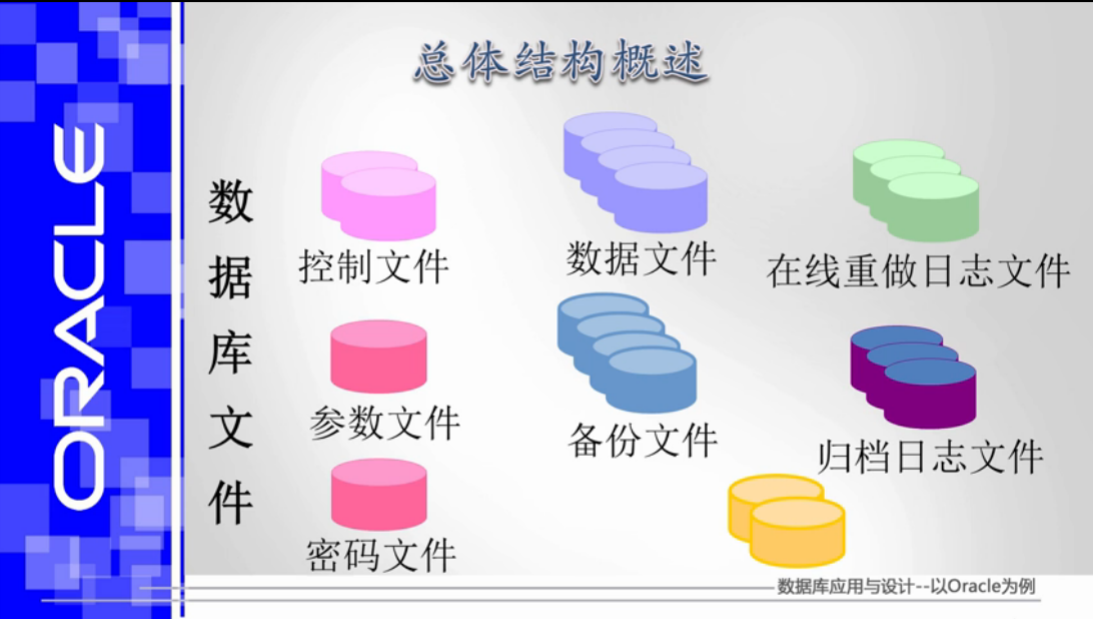 ORACLE
总体结构概述
数据库文件
控制文件
数据文件
在线重做日志文件
参数文件
备份文件
归档日志文件
密码文件
数据库应用与设计--以Oracle为例